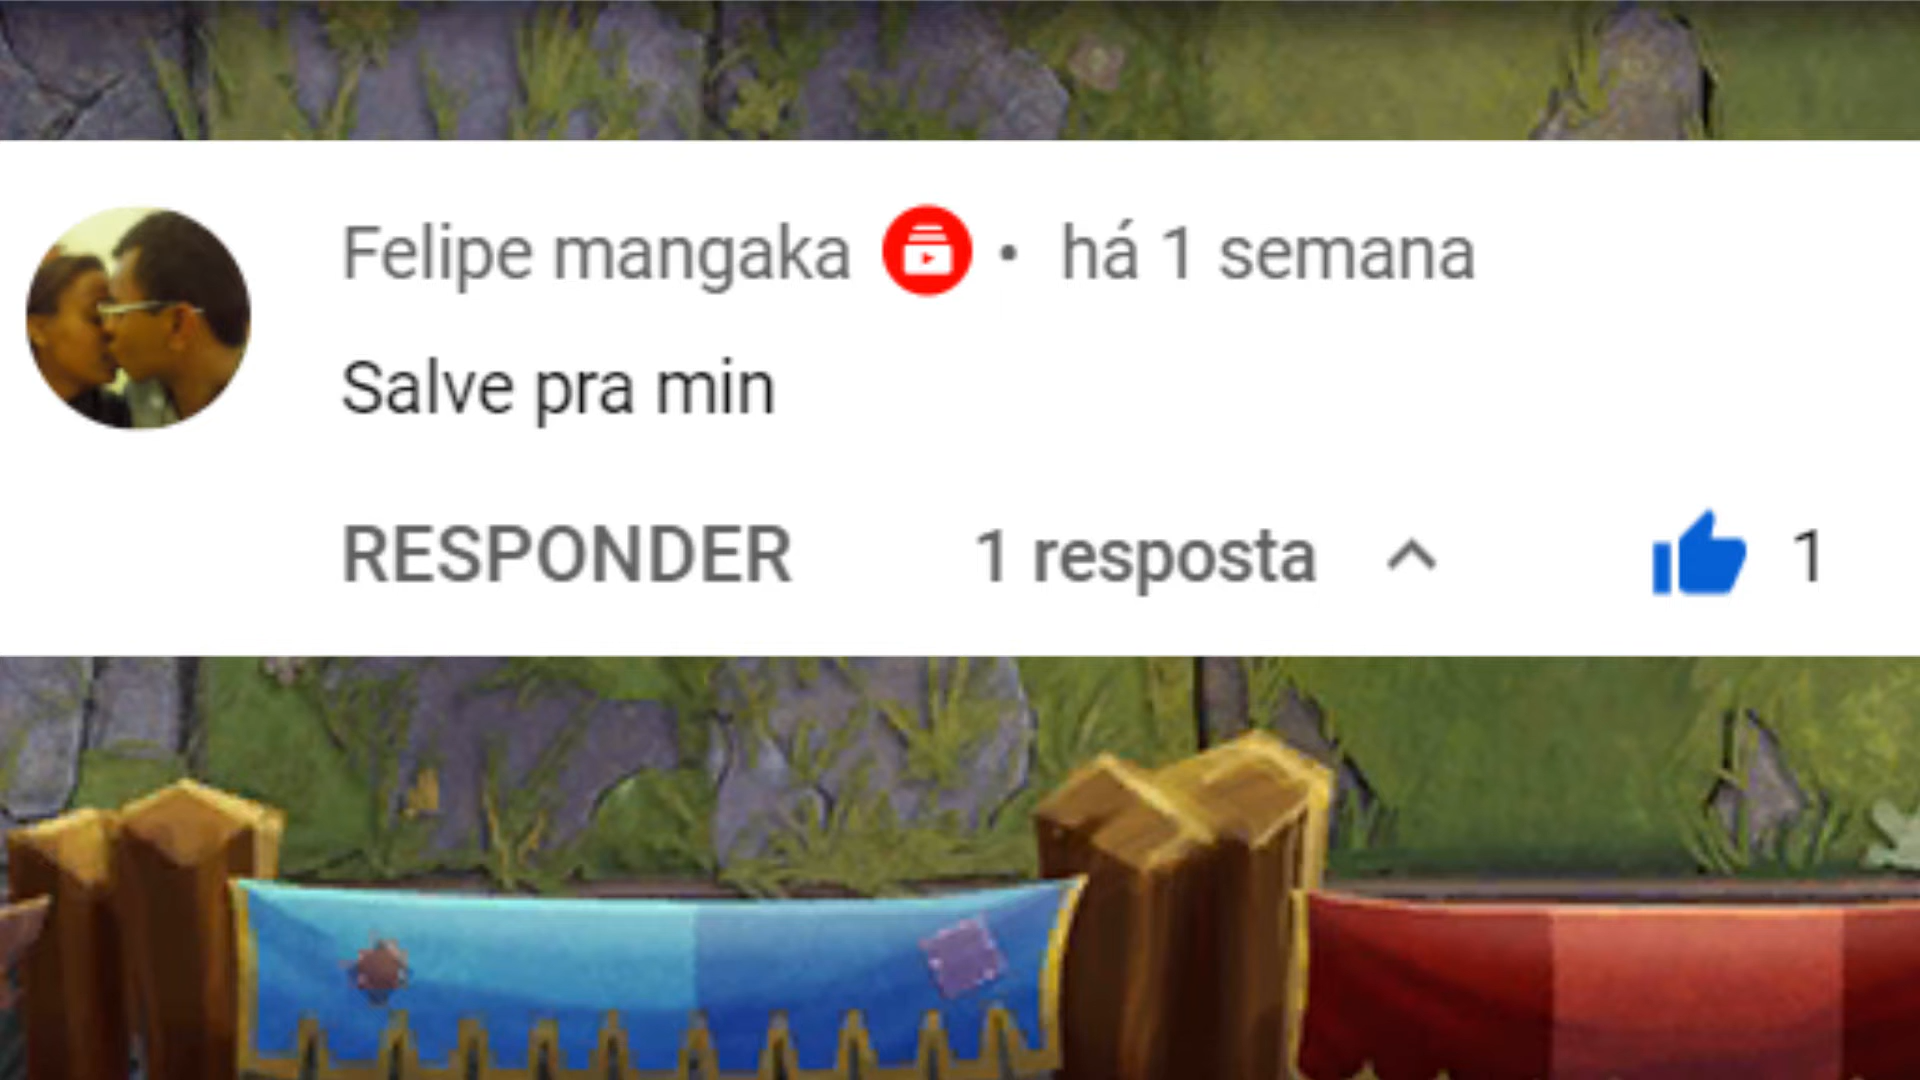 Felipe mangaka • há 1 semana
Salve pra min
RESPONDER 1 resposta 1